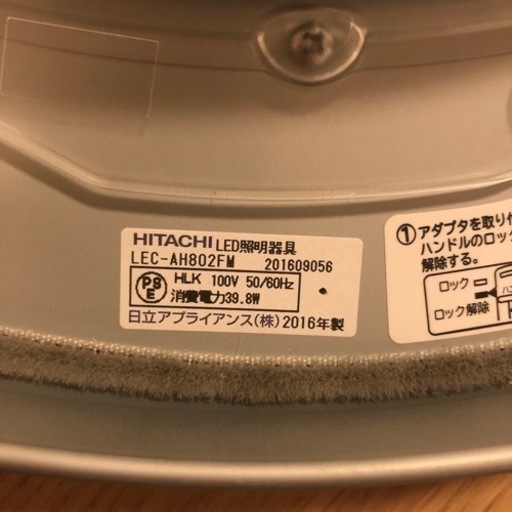 HITACHI LED照明器具
LEC-AH802FM 201609056
PSE HLK 100V 50/60Hz
消費電力39.8W
日立アプライアンス(株) 2016年製
① アダプタを取り付
ハンドルのロック
解除する。
ロック
ロック解除